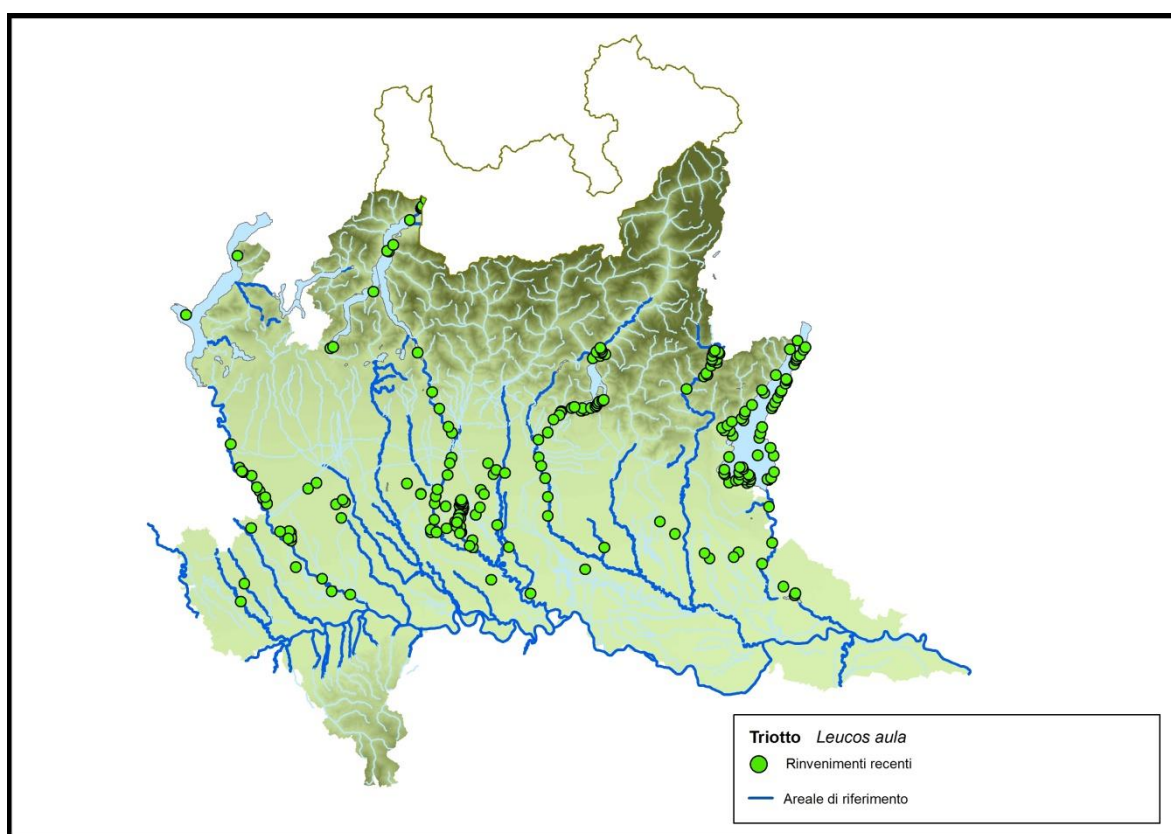 Triotto Leucos aula
Rinvenimenti recenti
Areale di riferimento